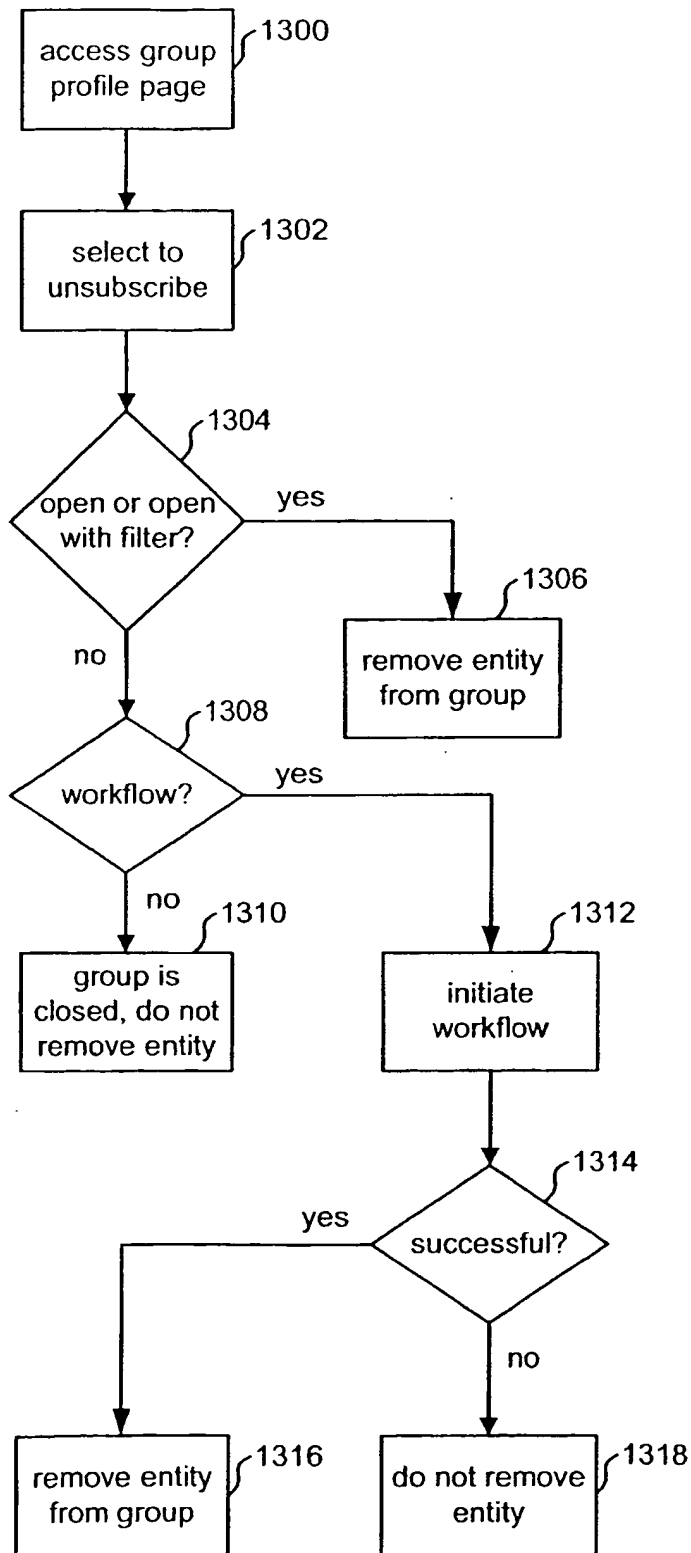 1300
access group
profile page
1302
select to
unsubscribe
1304
open or open
with filter?
yes
1306
remove entity
from group
no
1308
workflow?
yes
no
1310
group is
closed, do not
remove entity
1312
initiate
workflow
1314
successful?
yes
no
1316
remove entity
from group
1318
do not remove
entity